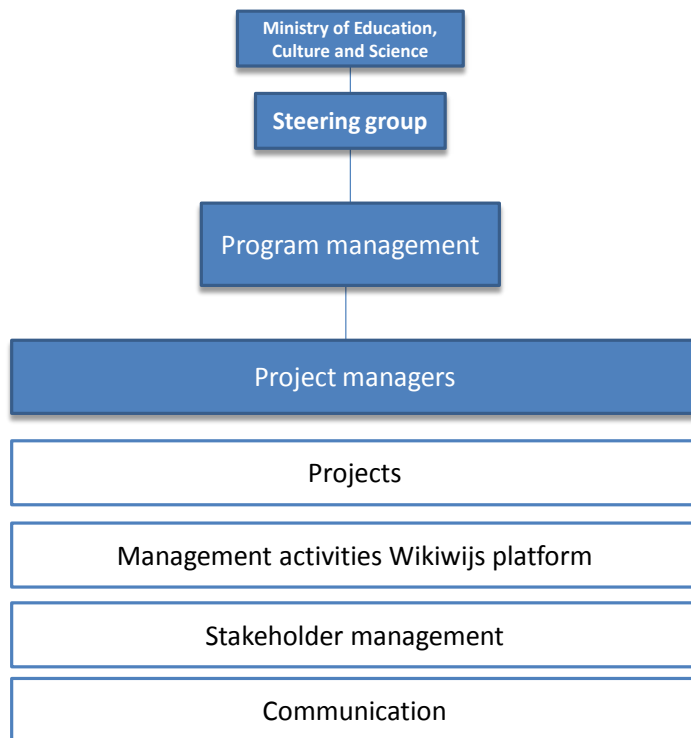 Ministry of Education,
Culture and Science
Steering group
Program management
Project managers
Projects
Management activities Wikiwijs platform
Stakeholder management
Communication